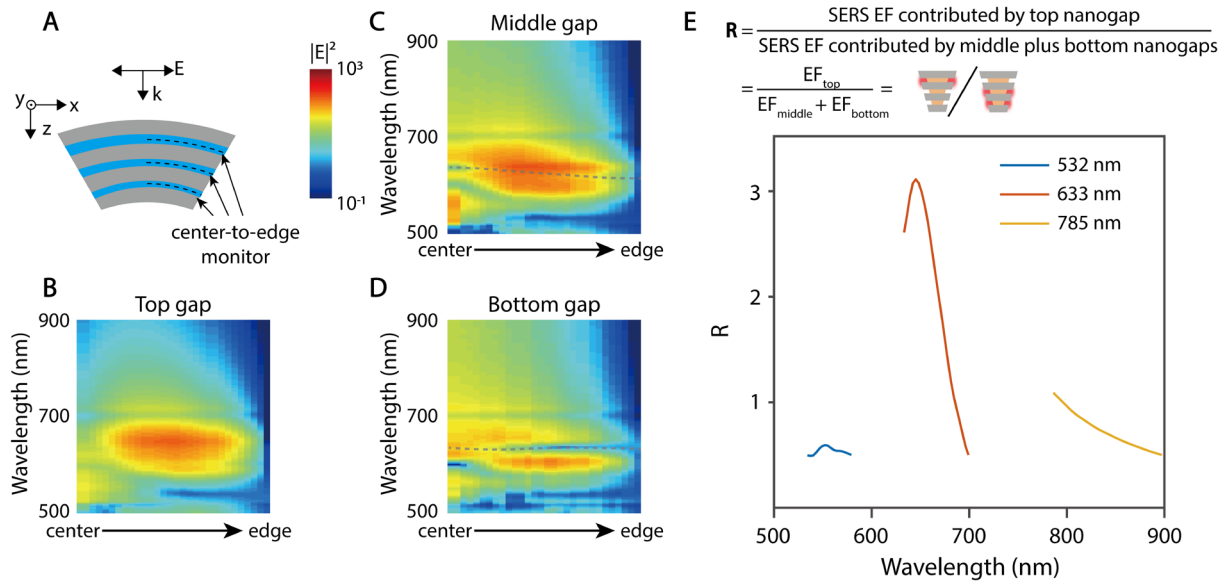 A
E
k
y
x
z
center-to-edge
monitor
|E|²
10³
10⁻¹
B
Top gap
Wavelength (nm)
900
700
500
center
edge
C
Middle gap
Wavelength (nm)
900
700
500
center
edge
D
Bottom gap
Wavelength (nm)
900
700
500
center
edge
E
R = SERS EF contributed by top nanogap
SERS EF contributed by middle plus bottom nanogaps
= EF_top
EF_middle + EF_bottom
=
532 nm
633 nm
785 nm
R
3
2
1
500 600 700 800 900
Wavelength (nm)